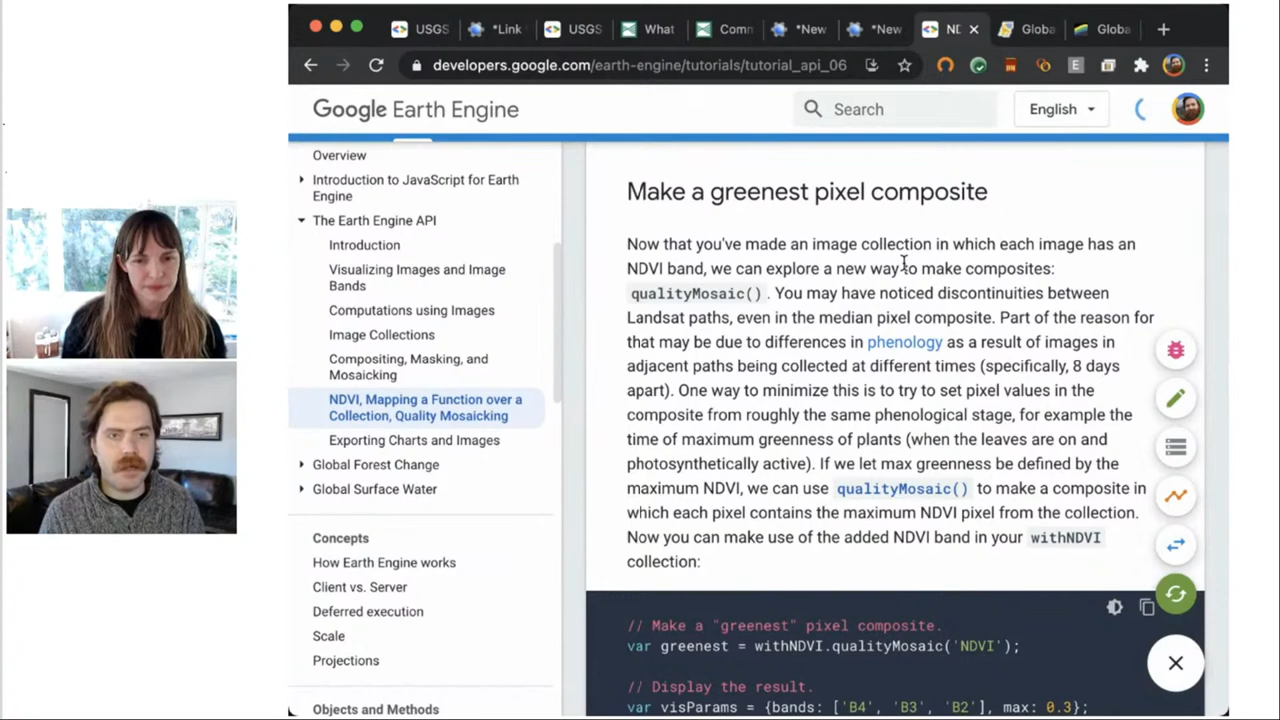 USGS
*Link
USGS
What
Comm
*New
*New
Globa
Globa
developers.google.com/earth-engine/tutorials/tutorial_api_06
Google Earth Engine
Search
English
Overview
Introduction to JavaScript for Earth
Engine
The Earth Engine API
Introduction
Visualizing Images and Image
Bands
Computations using Images
Image Collections
Compositing, Masking, and
Mosaicking
NDVI, Mapping a Function over a
Collection, Quality Mosaicking
Exporting Charts and Images
Global Forest Change
Global Surface Water
Concepts
How Earth Engine works
Client vs. Server
Deferred execution
Scale
Projections
Objects and Methods
Make a greenest pixel composite
Now that you've made an image collection in which each image has an
NDVI band, we can explore a new way to make composites:
qualityMosaic() . You may have noticed discontinuities between
Landsat paths, even in the median pixel composite. Part of the reason for
that may be due to differences in phenology as a result of images in
adjacent paths being collected at different times (specifically, 8 days
apart). One way to minimize this is to try to set pixel values in the
composite from roughly the same phenological stage, for example the
time of maximum greenness of plants (when the leaves are on and
photosynthetically active). If we let max greenness be defined by the
maximum NDVI, we can use qualityMosaic() to make a composite in
which each pixel contains the maximum NDVI pixel from the collection.
Now you can make use of the added NDVI band in your withNDVI
collection:
// Make a "greenest" pixel composite.
var greenest = withNDVI.qualityMosaic('NDVI');
// Display the result.
var visParams = {bands: ['B4', 'B3', 'B2'], max: 0.3};